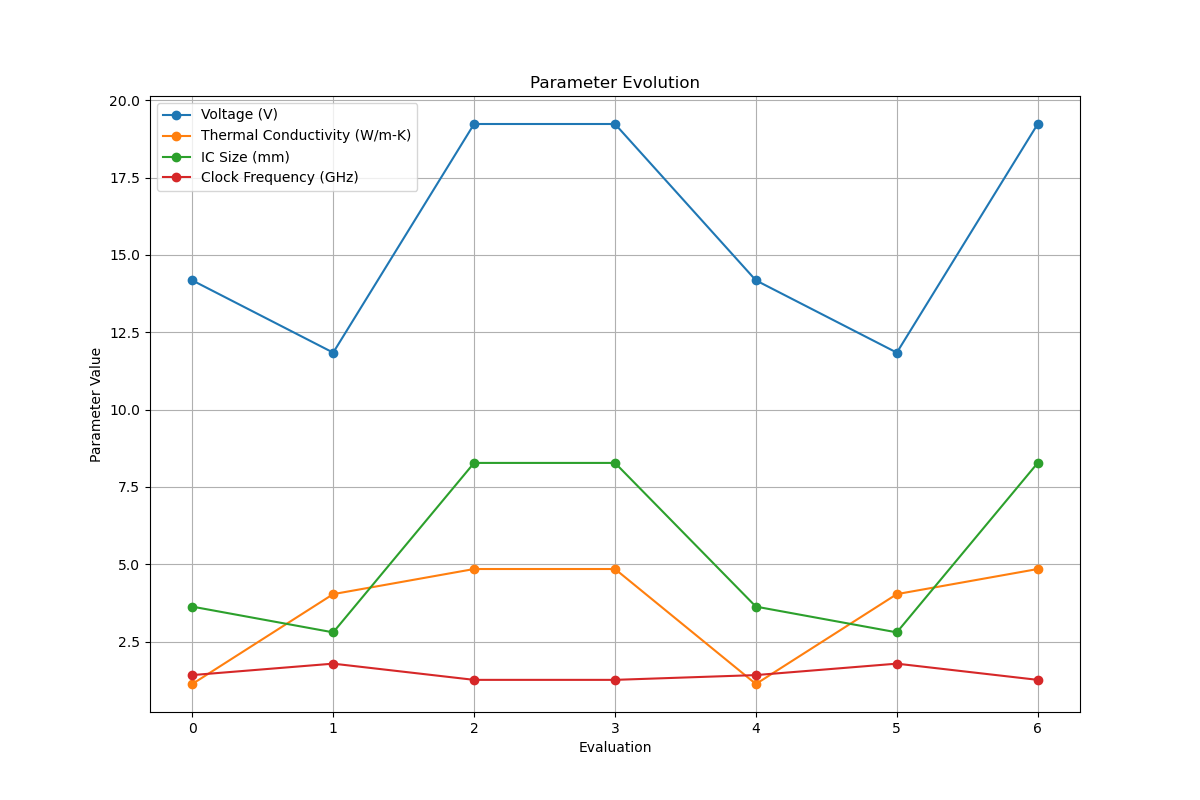 Parameter Evolution
Voltage (V)
Thermal Conductivity (W/m-K)
IC Size (mm)
Clock Frequency (GHz)
Parameter Value
20.0
17.5
15.0
12.5
10.0
7.5
5.0
2.5
0 1 2 3 4 5 6
Evaluation